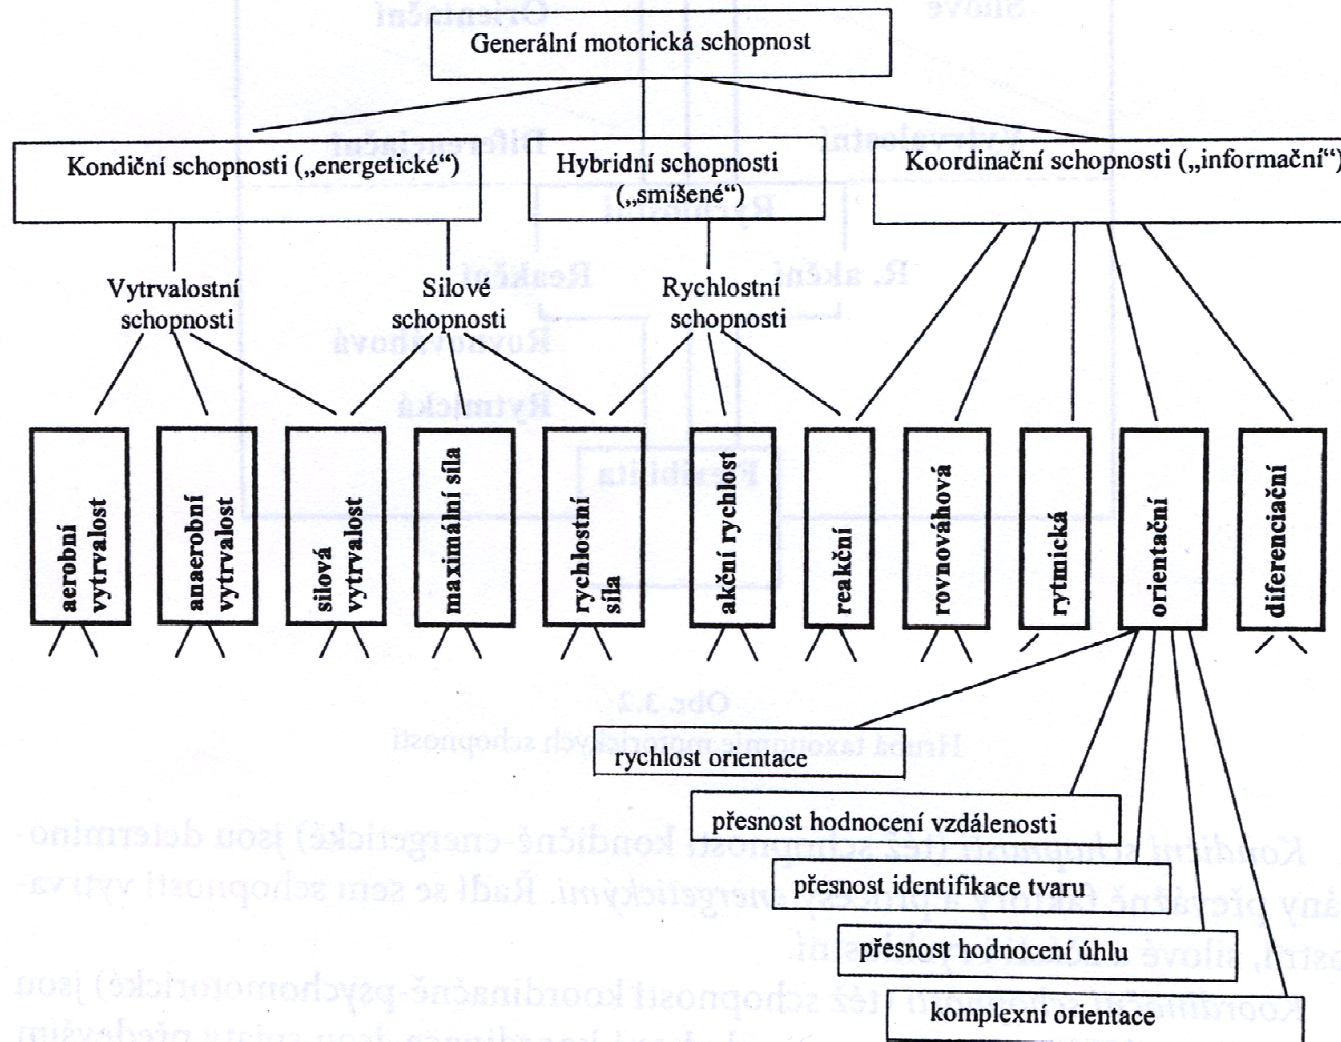 Generální motorická schopnost
Kondiční schopnosti („energetické“)
Hybridní schopnosti
(„smíšené“)
Koordinační schopnosti („informační“)
Vytrvalostní
schopnosti
Silové
schopnosti
Rychlostní
schopnosti
aerobní
vytrvalost
anaerobní
vytrvalost
silová
vytrvalost
maximální síla
rychlostní
síla
akční rychlost
reakční
rovnováhová
rytmická
orientační
diferenciační
rychlost orientace
přesnost hodnocení vzdálenosti
přesnost identifikace tvaru
přesnost hodnocení úhlu
komplexní orientace